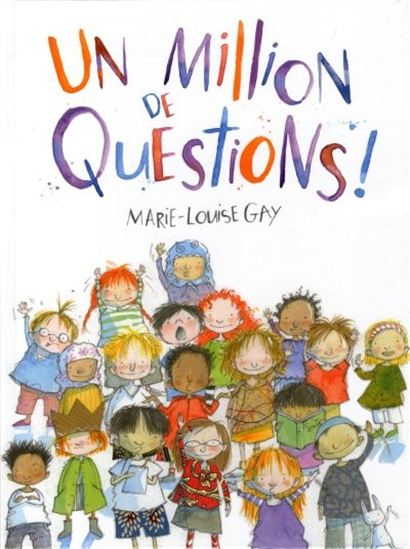 UN MiLLiON
DE
QUESTiONS!
MARIE-LOUISE GAY